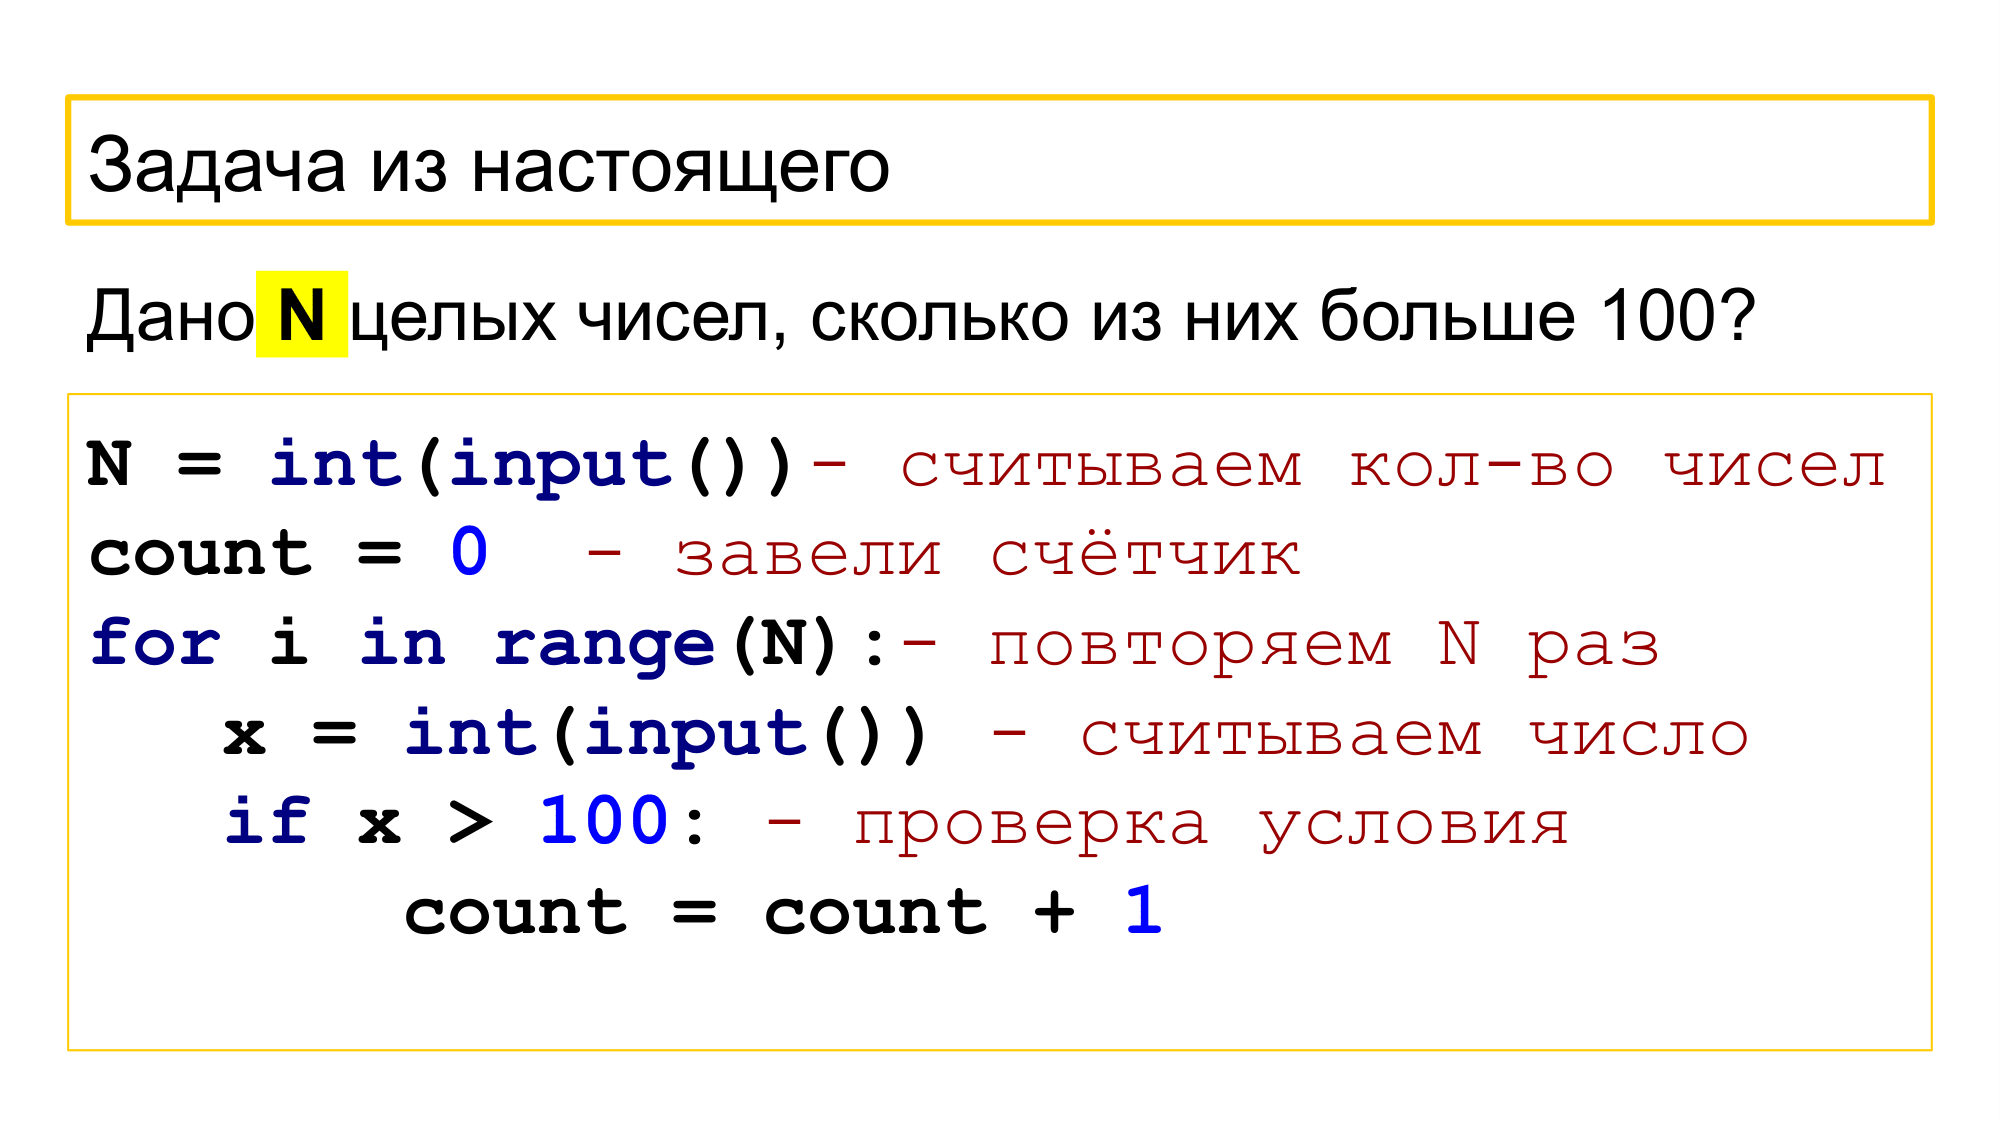 Задача из настоящего
Дано N целых чисел, сколько из них больше 100?
N = int(input())- считываем кол-во чисел
count = 0  - завели счётчик
for i in range(N):- повторяем N раз
   x = int(input()) - считываем число
   if x > 100: - проверка условия
       count = count + 1